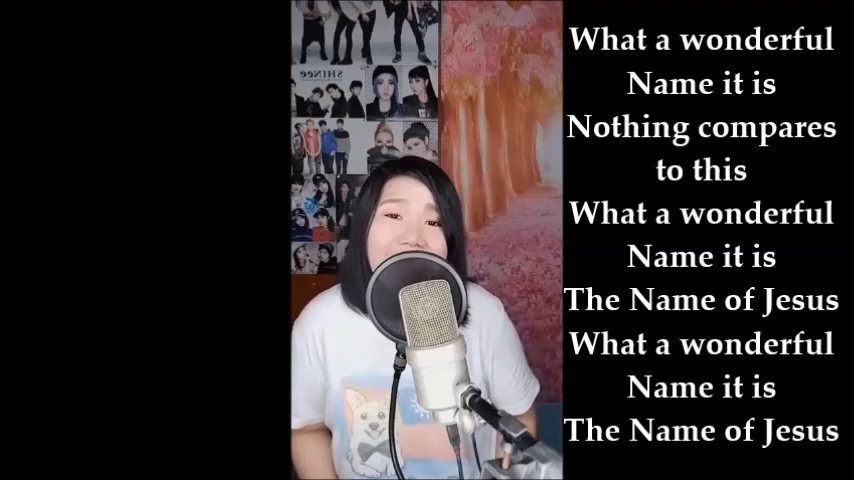 SHINee
What a wonderful
Name it is
Nothing compares
to this
What a wonderful
Name it is
The Name of Jesus
What a wonderful
Name it is
The Name of Jesus